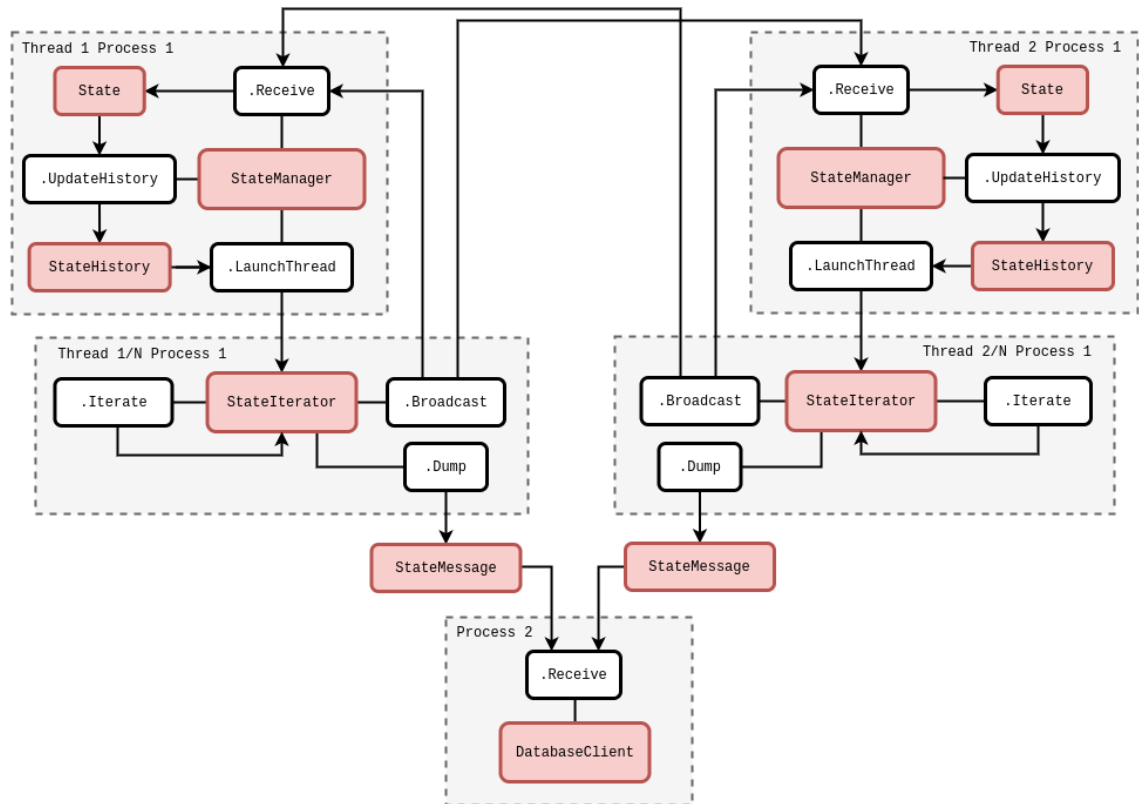 Thread 1 Process 1
State
.Receive
.UpdateHistory
StateManager
StateHistory
.LaunchThread
Thread 2 Process 1
.Receive
State
StateManager
.UpdateHistory
.LaunchThread
StateHistory
Thread 1/N Process 1
.Iterate
StateIterator
.Broadcast
.Dump
Thread 2/N Process 1
.Broadcast
StateIterator
.Iterate
.Dump
StateMessage
StateMessage
Process 2
.Receive
DatabaseClient